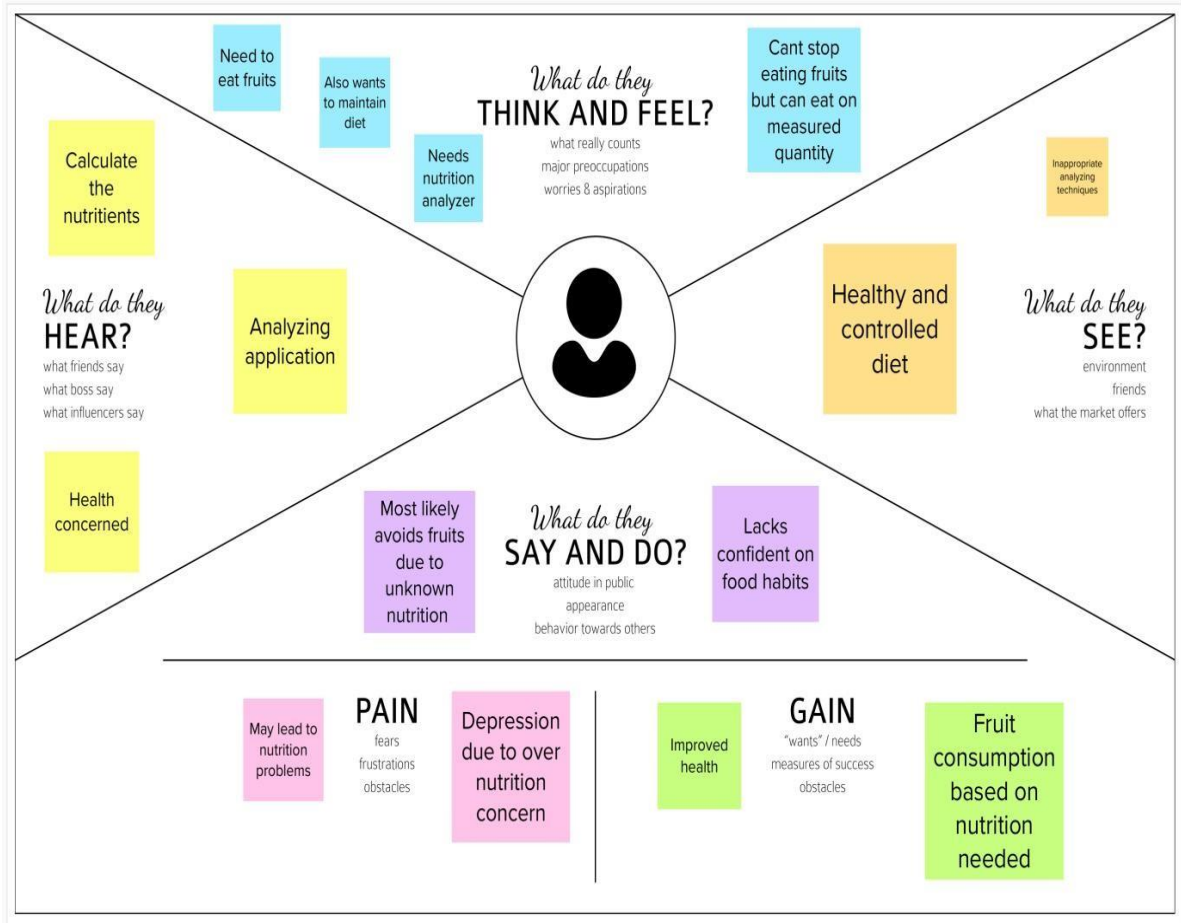 Need to
eat fruits
Also wants
to maintain
diet
Needs
nutrition
analyzer
What do they
THINK AND FEEL?
what really counts
major preoccupations
worries & aspirations
Cant stop
eating fruits
but can eat on
measured
quantity
Calculate
the
nutritients
Analyzing
application
What do they
HEAR?
what friends say
what boss say
what influencers say
Health
concerned
Inappropriate
analyzing
techniques
Healthy and
controlled
diet
What do they
SEE?
environment
friends
what the market offers
Most likely
avoids fruits
due to
unknown
nutrition
What do they
SAY AND DO?
attitude in public
appearance
behavior towards others
Lacks
confident on
food habits
May lead to
nutrition
problems
PAIN
fears
frustrations
obstacles
Depression
due to over
nutrition
concern
Improved
health
GAIN
"wants" / needs
measures of success
obstacles
Fruit
consumption
based on
nutrition
needed